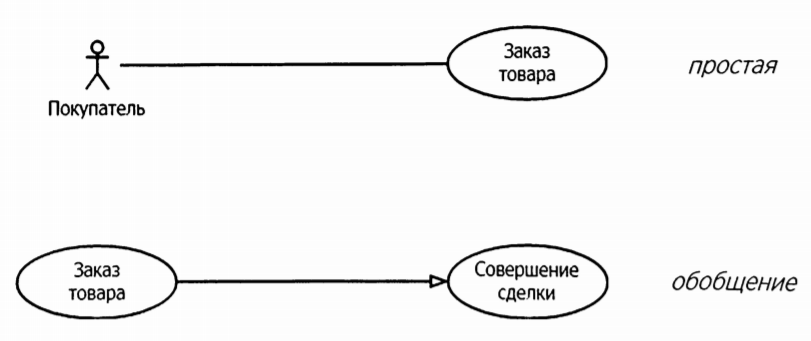 Заказ
товара
простая
Покупатель
Заказ
товара
Совершение
сделки
обобщение